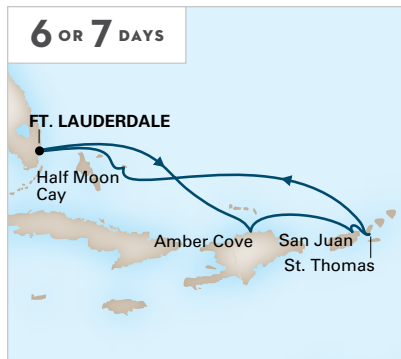 6 OR 7 DAYS
FT. LAUDERDALE
Half Moon
Cay
Amber Cove
San Juan
St. Thomas